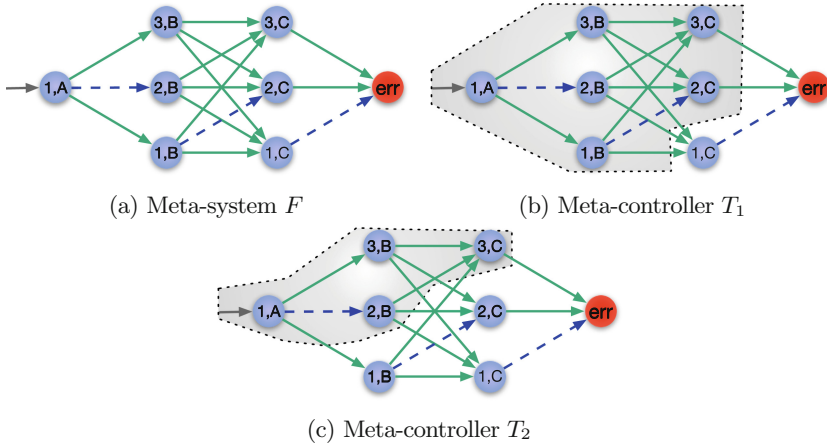 3,B 3,C 3,B 3,C
1,A 2,B 2,C err 1,A 2,B 2,C err
1,B 1,C 1,B 1,C
(a) Meta-system F (b) Meta-controller T1
3,B 3,C
1,A 2,B 2,C err
1,B 1,C
(c) Meta-controller T2